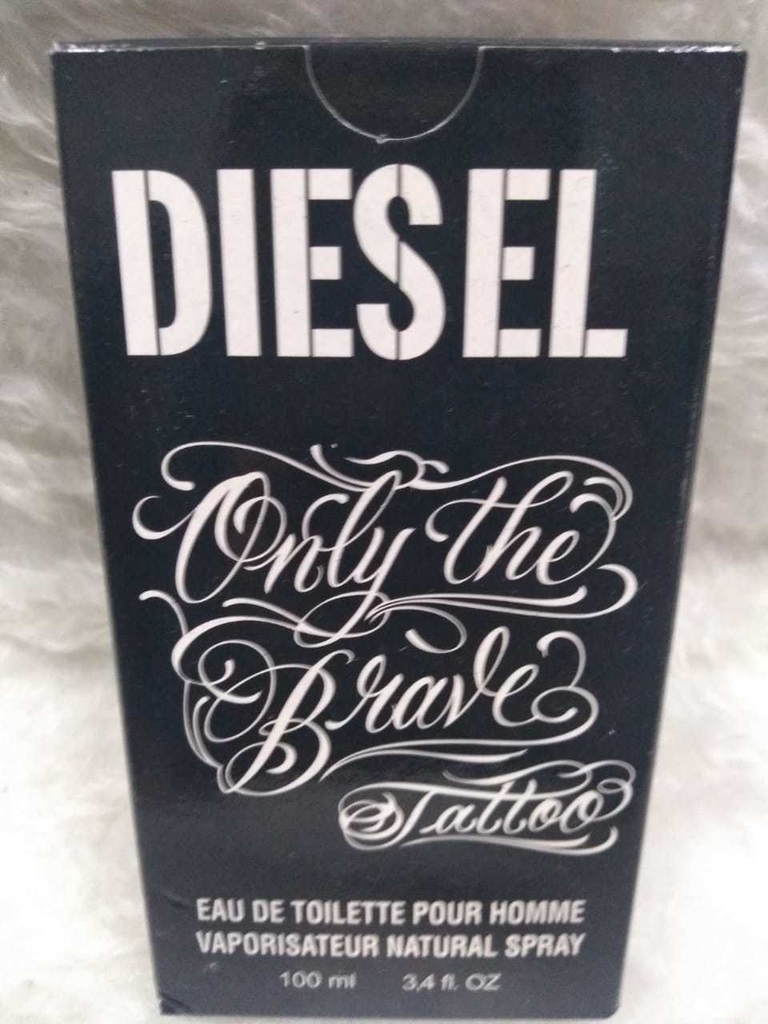 DIESEL
Only the
Brave
Tattoo
EAU DE TOILETTE POUR HOMME
VAPORISATEUR NATURAL SPRAY
100 ml 3,4 fl. OZ